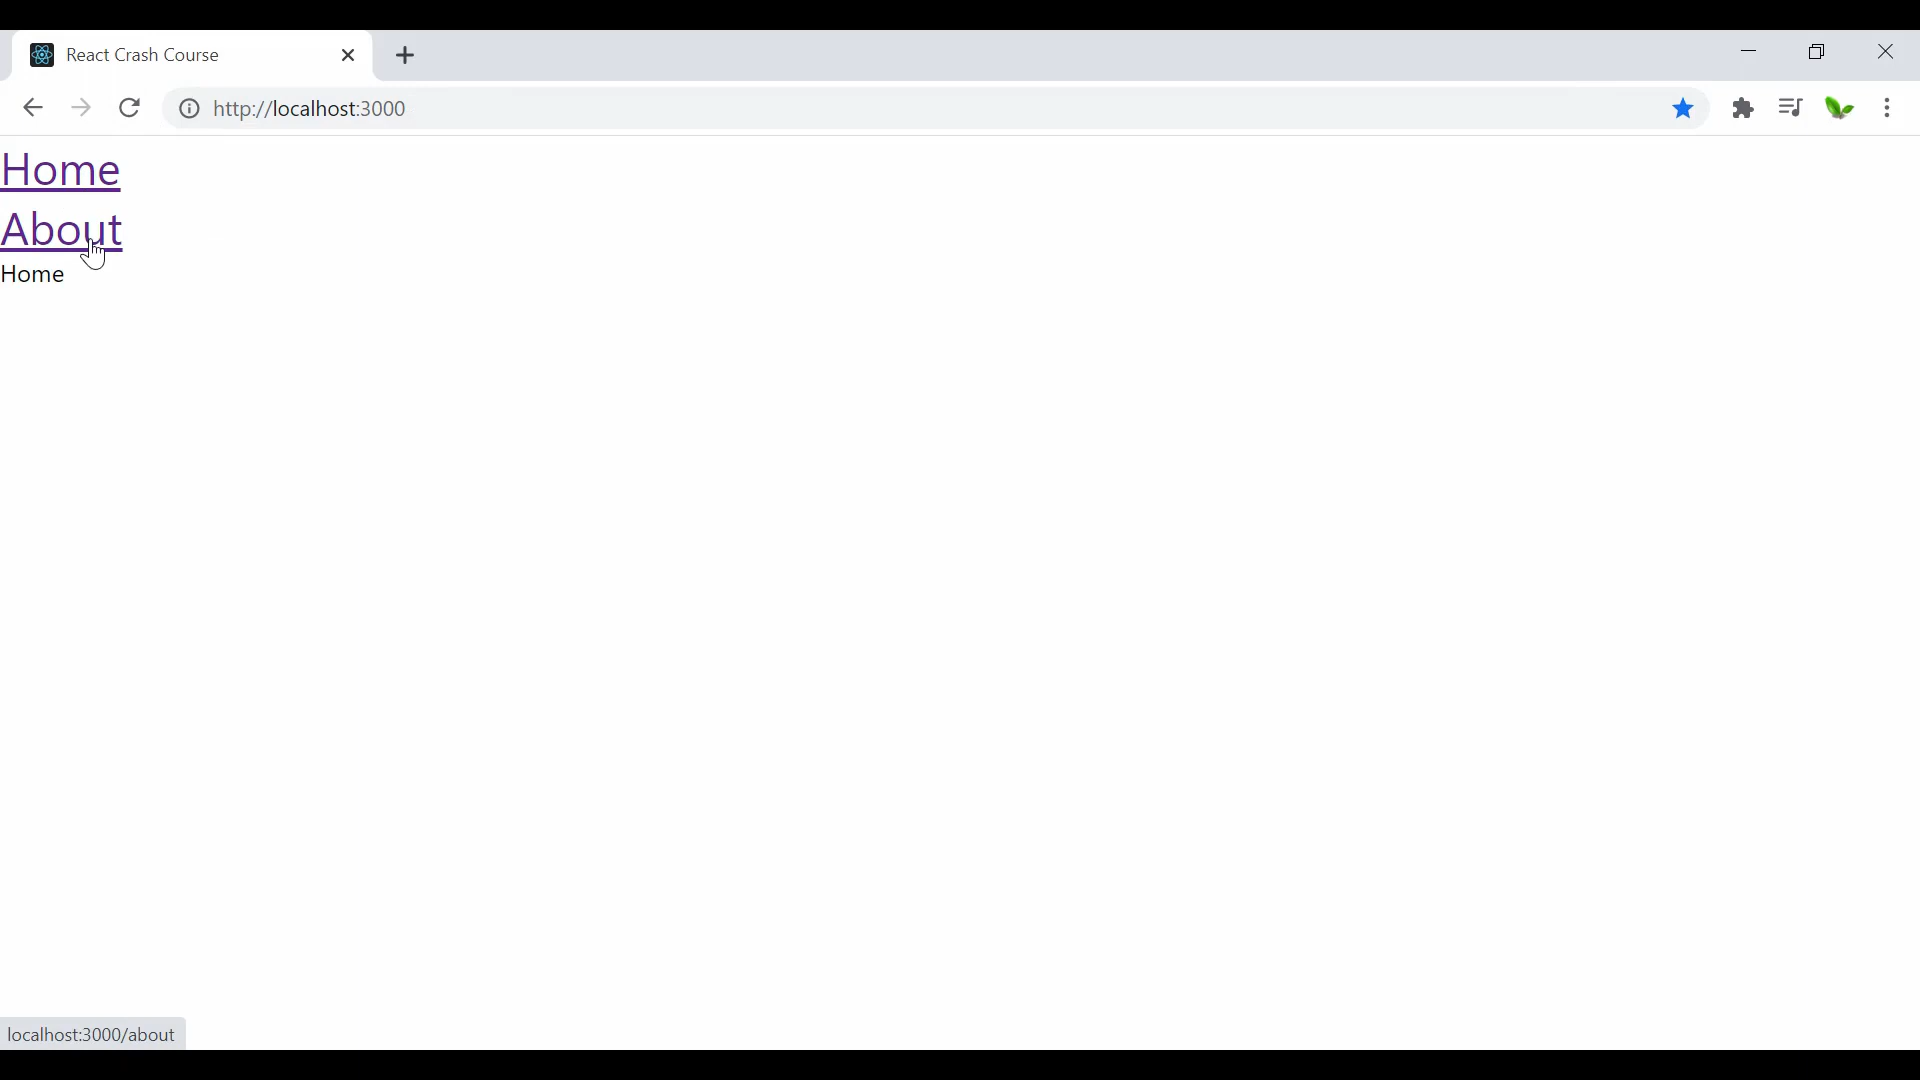 React Crash Course
http://localhost:3000
Home
About
Home
localhost:3000/about